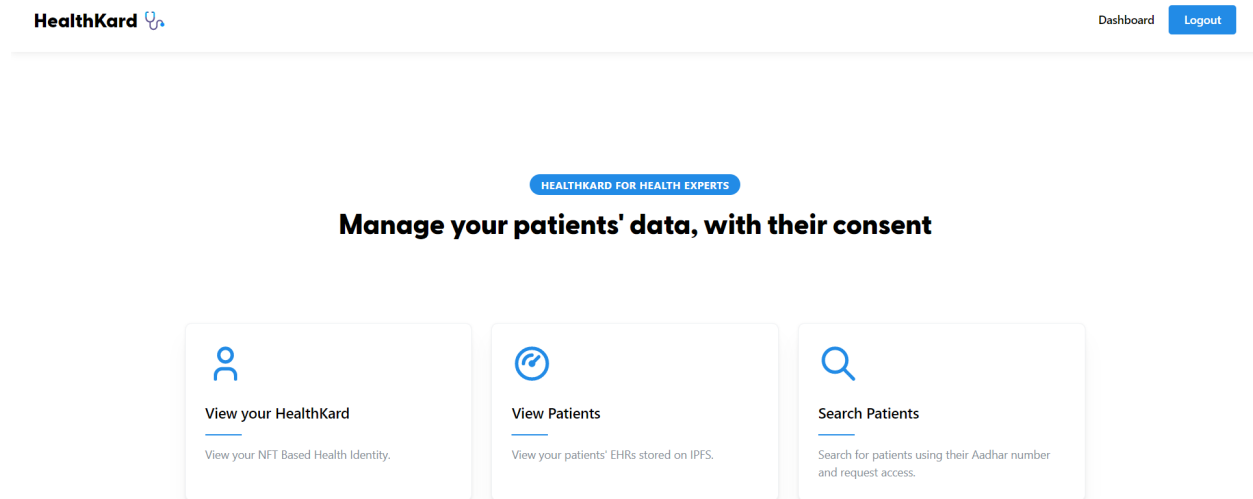 HealthKard
Dashboard
Logout
HEALTHKARD FOR HEALTH EXPERTS
Manage your patients' data, with their consent
View your HealthKard
View your NFT Based Health Identity.
View Patients
View your patients' EHRs stored on IPFS.
Search Patients
Search for patients using their Aadhar number
and request access.